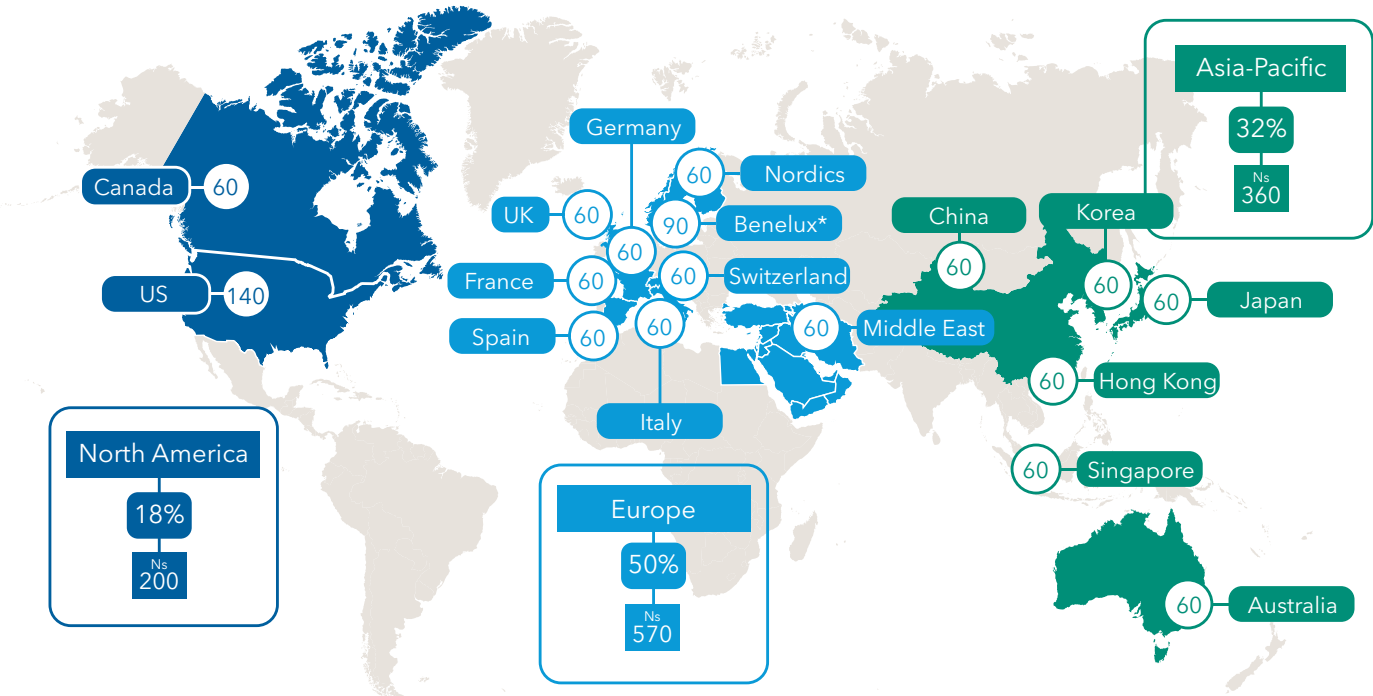 Asia-Pacific
32%
Ns
360
Germany
60
Nordics
60
Canada
60
UK
60
Benelux*
90
China
60
Korea
60
France
60
Switzerland
60
US
140
Japan
60
Spain
60
Italy
60
Middle East
60
Hong Kong
60
North America
18%
Ns
200
Singapore
60
Europe
50%
Ns
570
Australia
60